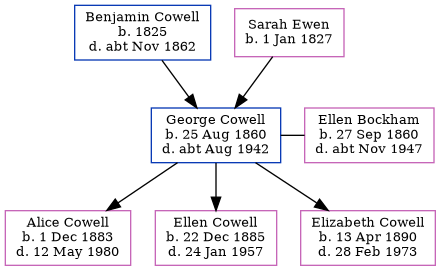 Benjamin Cowell
b. 1825
d. abt Nov 1862
Sarah Ewen
b. 1 Jan 1827
George Cowell
b. 25 Aug 1860
d. abt Aug 1942
Ellen Bockham
b. 27 Sep 1860
d. abt Nov 1947
Alice Cowell
b. 1 Dec 1883
d. 12 May 1980
Ellen Cowell
b. 22 Dec 1885
d. 24 Jan 1957
Elizabeth Cowell
b. 13 Apr 1890
d. 28 Feb 1973